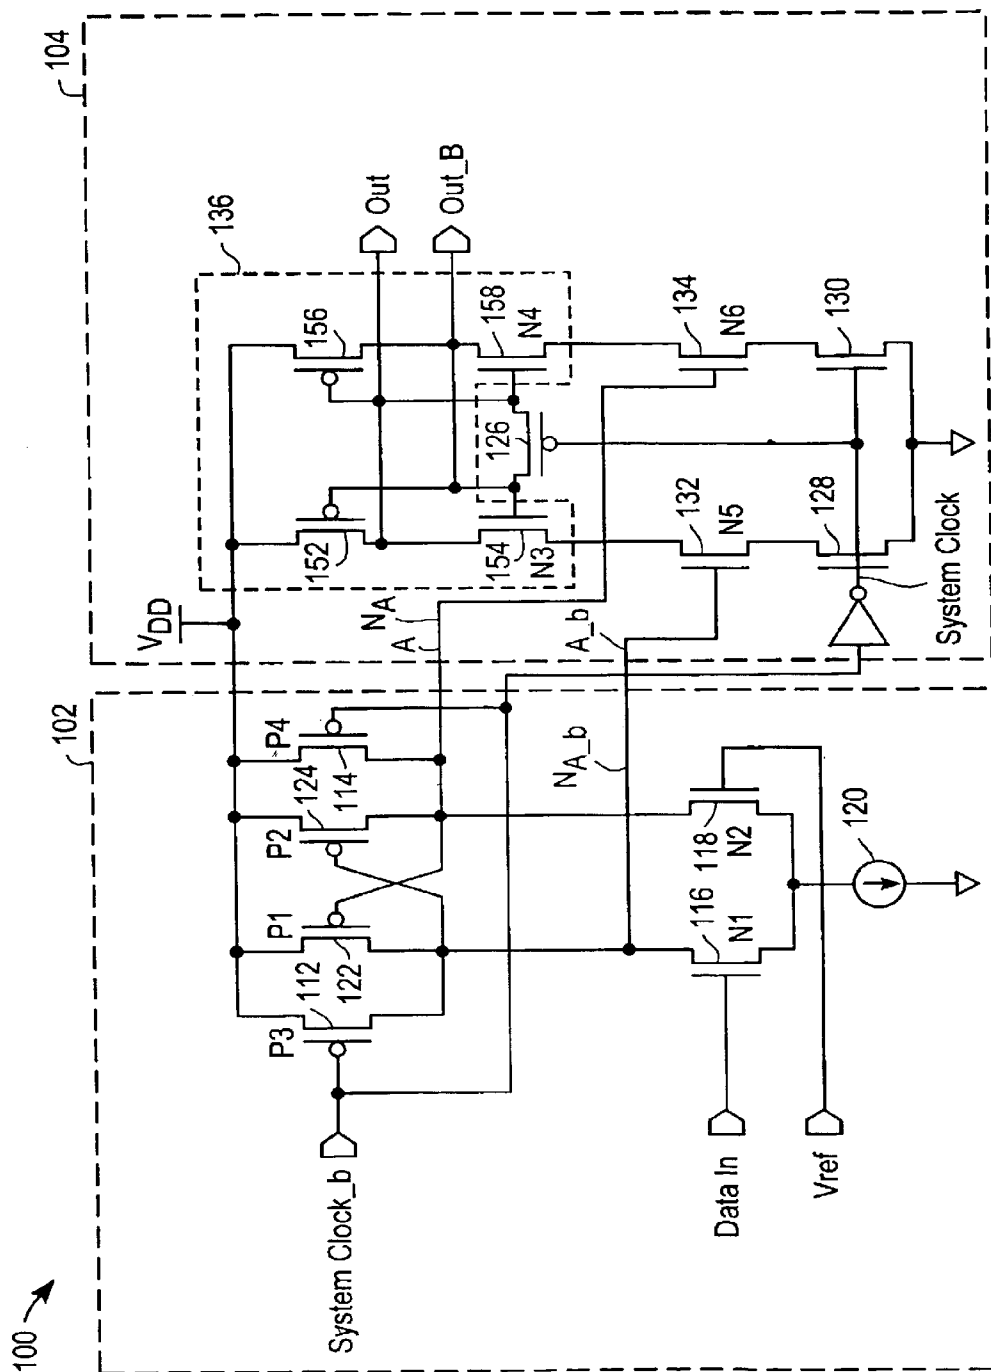 100
102
104
System Clock_b
P3
112
P1
122
P2
124
P4
114
VDD
NA
A
NA_b
A_b
Data In
Vref
116
N1
118
N2
120
136
152
156
126
154
N3
158
N4
Out
Out_B
132
N5
134
N6
128
130
System Clock